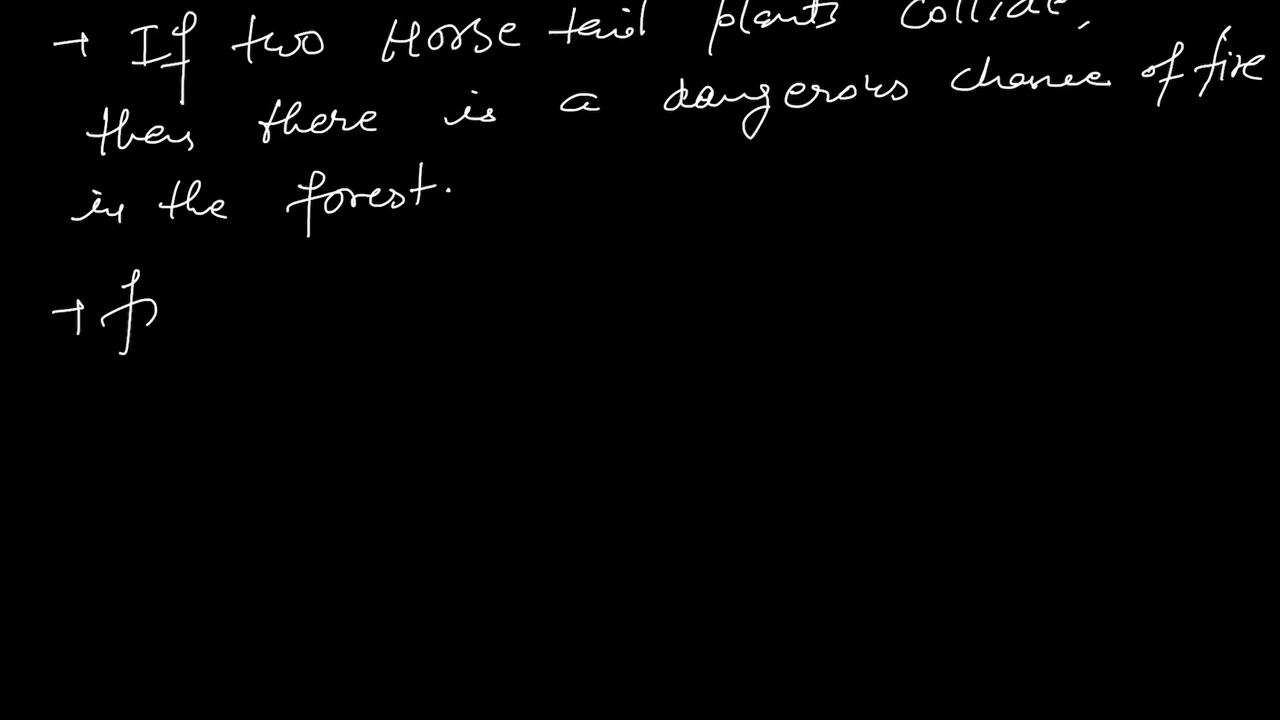 → If two Horse tail plants collide,
then there is a dangerous chance of fire
in the forest.
→